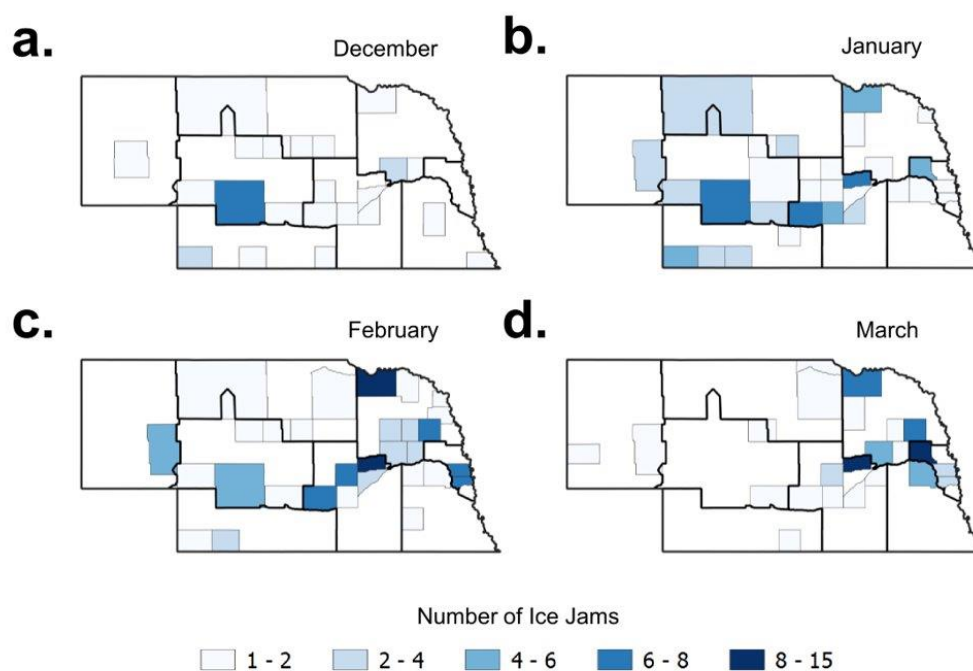 a.
December
b.
January
c.
February
d.
March
Number of Ice Jams
1 - 2
2 - 4
4 - 6
6 - 8
8 - 15